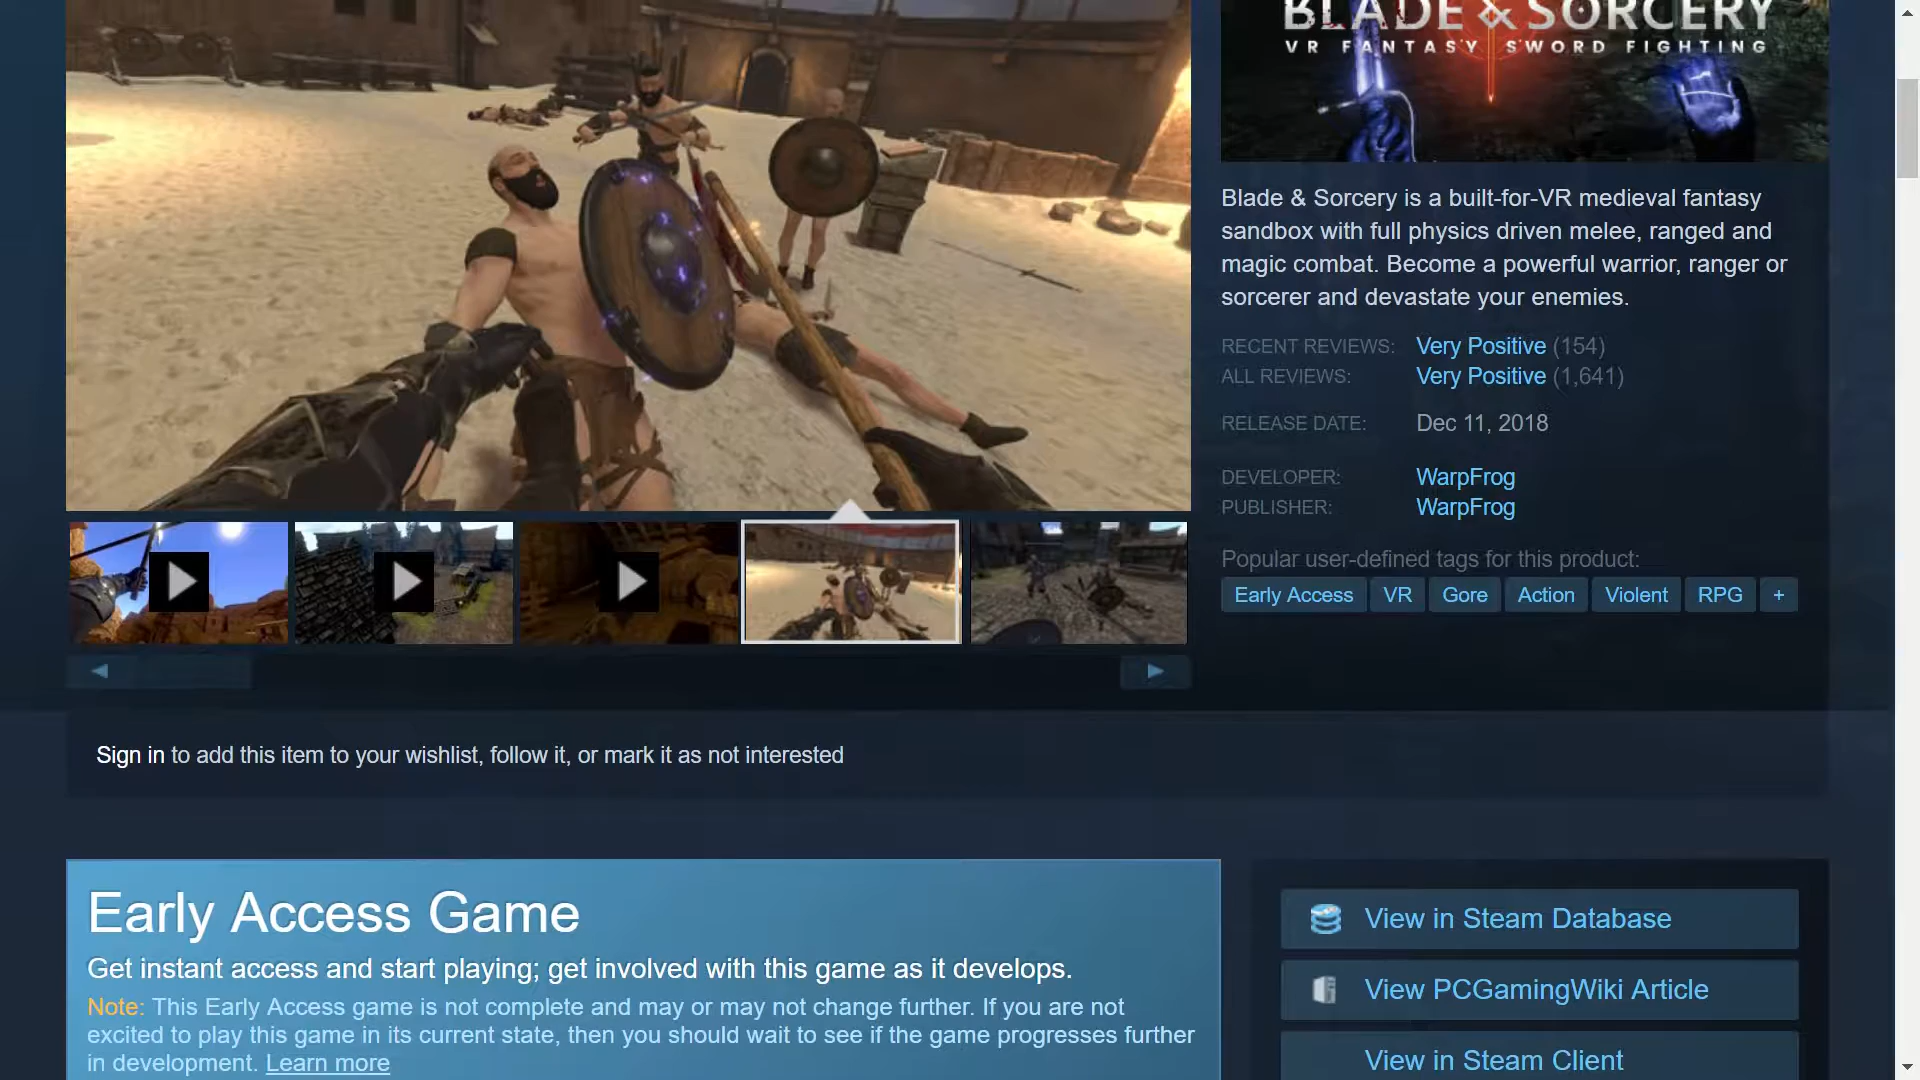 BLADE & SORCERY
VR FANTASY SWORD FIGHTING
Blade & Sorcery is a built-for-VR medieval fantasy
sandbox with full physics driven melee, ranged and
magic combat. Become a powerful warrior, ranger or
sorcerer and devastate your enemies.
RECENT REVIEWS: Very Positive (154)
ALL REVIEWS: Very Positive (1,641)
RELEASE DATE: Dec 11, 2018
DEVELOPER: WarpFrog
PUBLISHER: WarpFrog
Popular user-defined tags for this product:
Early Access VR Gore Action Violent RPG +
Sign in to add this item to your wishlist, follow it, or mark it as not interested
Early Access Game
Get instant access and start playing; get involved with this game as it develops.
Note: This Early Access game is not complete and may or may not change further. If you are not
excited to play this game in its current state, then you should wait to see if the game progresses further
in development. Learn more
View in Steam Database
View PCGamingWiki Article
View in Steam Client